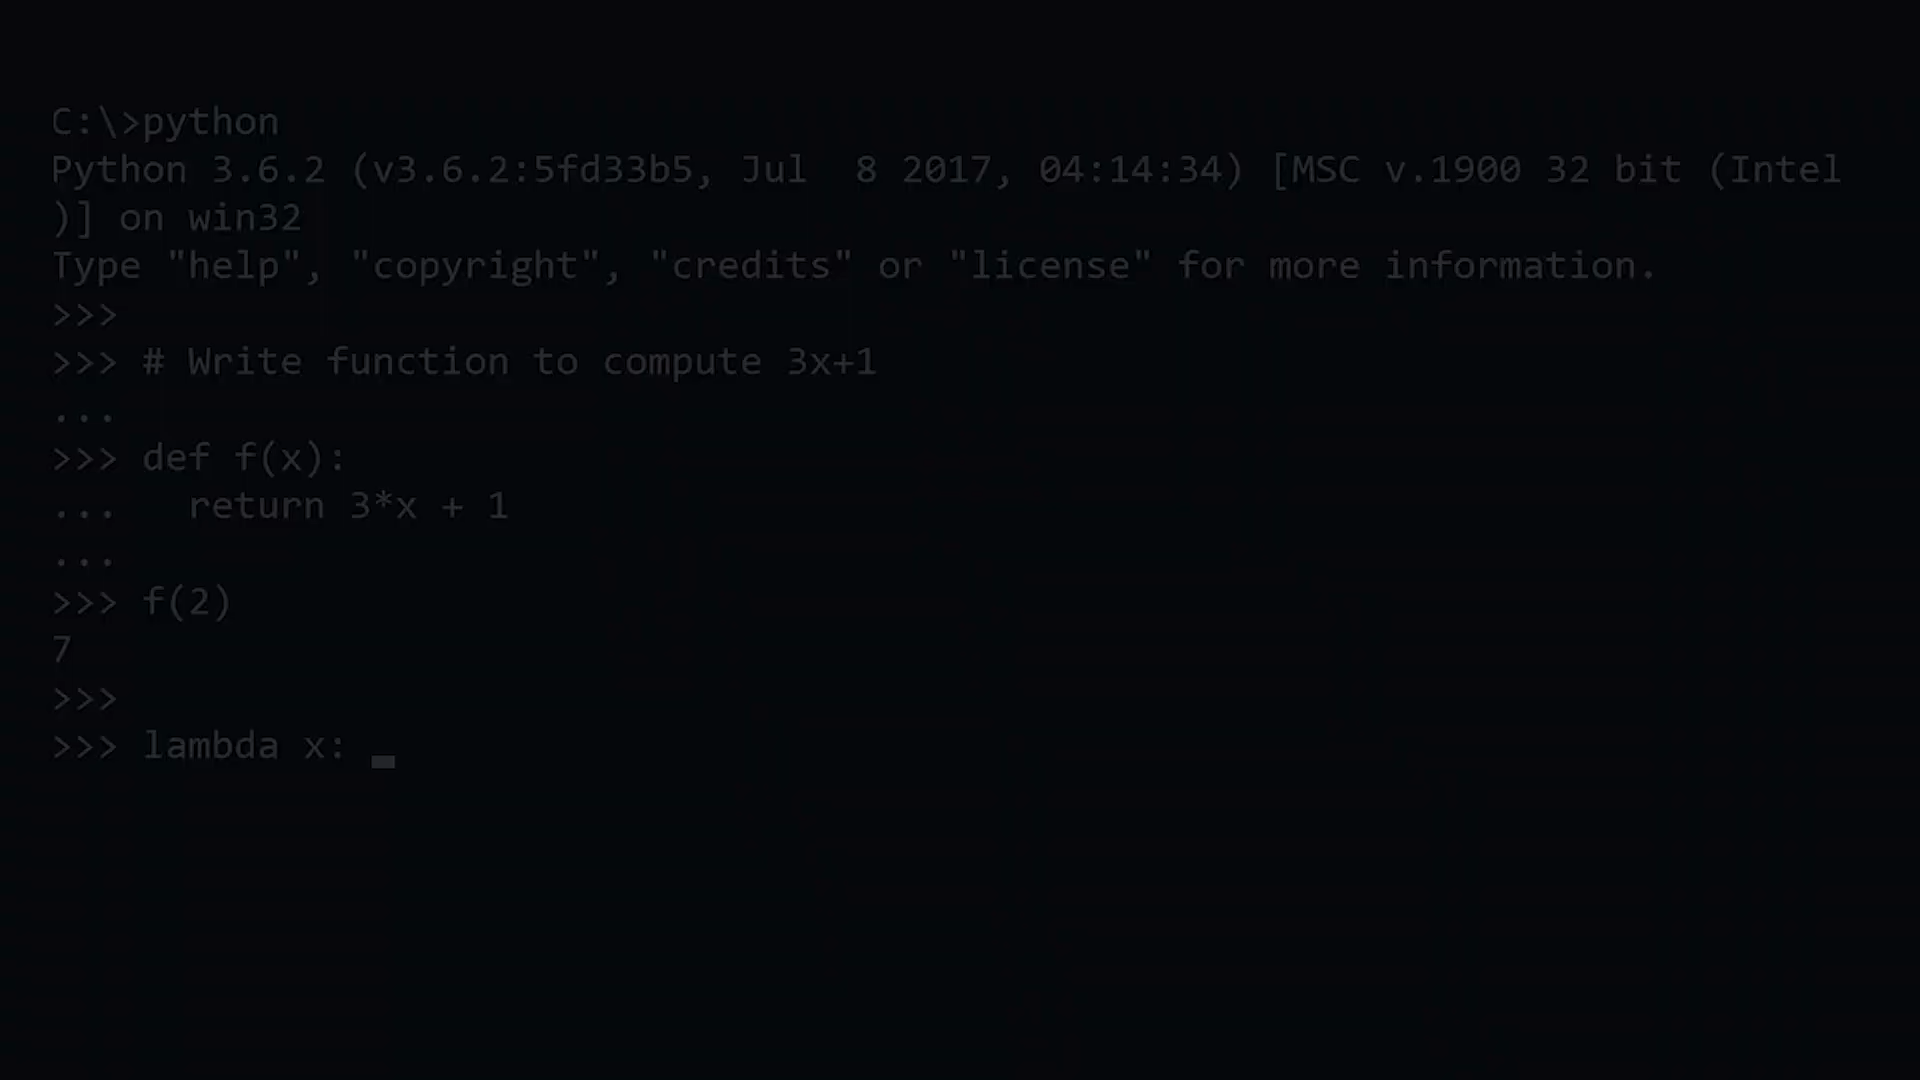 C:\>python
Python 3.6.2 (v3.6.2:5fd33b5, Jul  8 2017, 04:14:34) [MSC v.1900 32 bit (Intel
)] on win32
Type "help", "copyright", "credits" or "license" for more information.
>>>
>>> # Write function to compute 3x+1
...
>>> def f(x):
...   return 3*x + 1
...
>>> f(2)
7
>>>
>>> lambda x: _